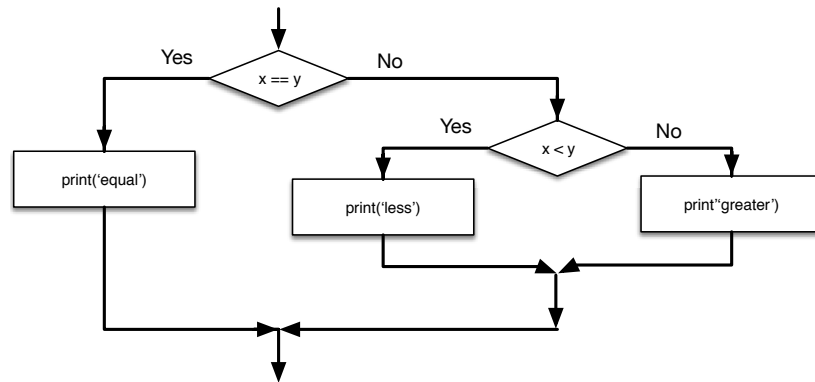 Yes
x == y
No
Yes
x < y
No
print(‘equal’)
print(‘less’)
print‘‘greater’)